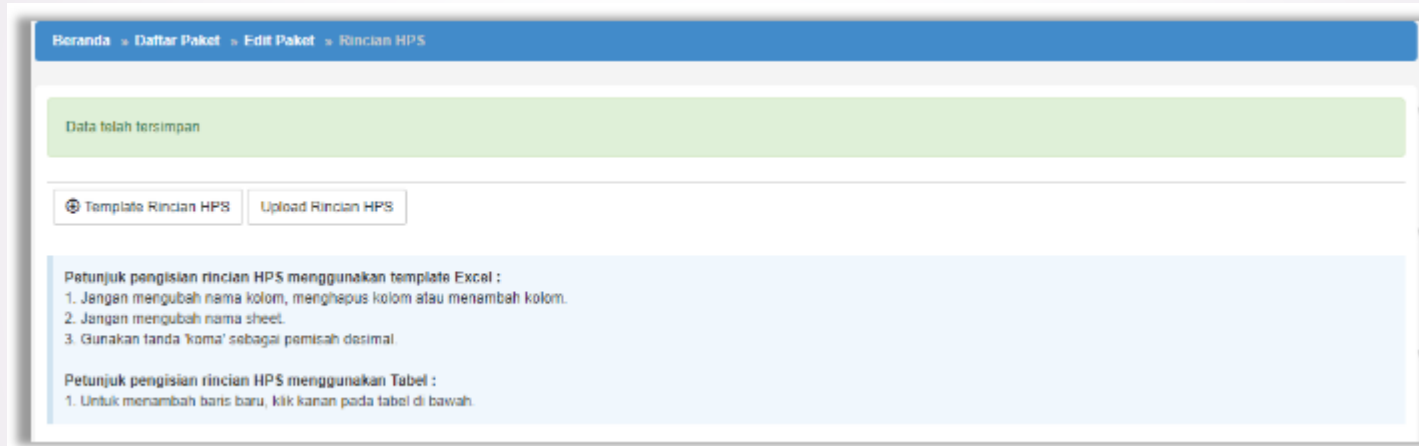 Beranda » Daftar Paket » Edit Paket » Rincian HPS
Data telah tersimpan
Template Rincian HPS
Upload Rincian HPS
Petunjuk pengisian rincian HPS menggunakan template Excel :
1. Jangan mengubah nama kolom, menghapus kolom atau menambah kolom.
2. Jangan mengubah nama sheet.
3. Gunakan tanda 'koma' sebagai pemisah desimal.
Petunjuk pengisian rincian HPS menggunakan Tabel :
1. Untuk menambah baris baru, klik kanan pada tabel di bawah.